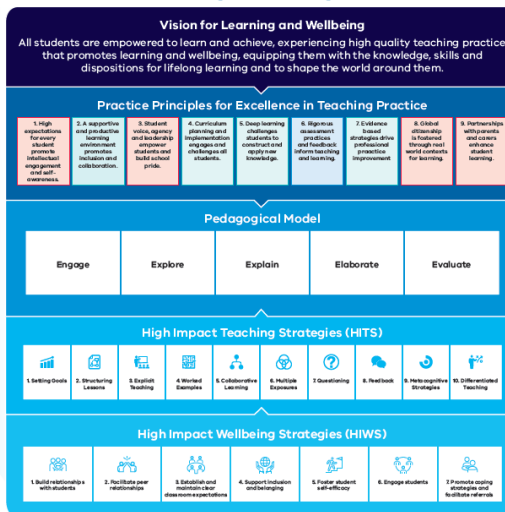 Vision for Learning and Wellbeing
All students are empowered to learn and achieve, experiencing high quality teaching practice
that promotes learning and wellbeing, equipping them with the knowledge, skills and
dispositions for lifelong learning and to shape the world around them.
Practice Principles for Excellence in Teaching Practice
1. High
expectations
for every
student
promote
intellectual
engagement
and self-
awareness.
2. A supportive
and productive
learning
environment
promotes
inclusion and
collaboration.
3. Student
voice, agency
and leadership
empower
students and
build school
pride.
4. Curriculum
planning and
implementation
engages and
challenges all
students.
5. Deep learning
challenges
students to
construct and
apply new
knowledge.
6. Rigorous
assessment
practices
and feedback
inform teaching
and learning.
7. Evidence
based
strategies drive
professional
practice
improvement
8. Global
citizenship
is fostered
through real
world contexts
for learning.
9. Partnerships
with parents
and carers
enhance
student
learning.
Pedagogical Model
Engage
Explore
Explain
Elaborate
Evaluate
High Impact Teaching Strategies (HITS)
1. Setting Goals
2. Structuring
Lessons
3. Explicit
Teaching
4. Worked
Examples
5. Collaborative
Learning
6. Multiple
Exposures
7. Questioning
8. Feedback
9. Metacognitive
Strategies
10. Differentiated
Teaching
High Impact Wellbeing Strategies (HIWS)
1. Build relationships
with students
2. Facilitate peer
relationships
3. Establish and
maintain clear
classroom expectations
4. Support inclusion
and belonging
5. Foster student
self-efficacy
6. Engage students
7. Promote coping
strategies and
facilitate referrals